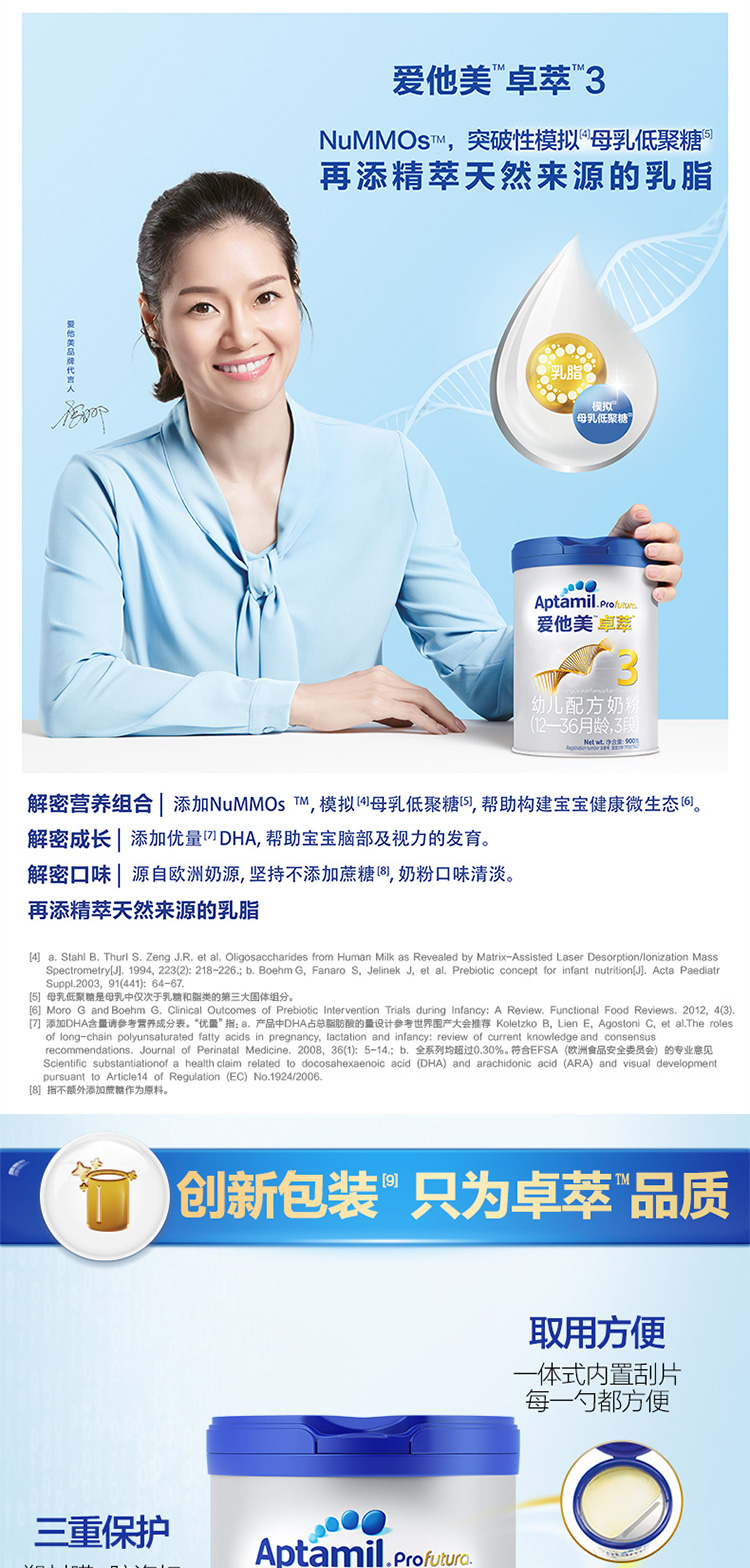 爱他美™卓萃™3
NuMMOs™，突破性模拟[4]母乳低聚糖[5]
再添精萃天然来源的乳脂
爱他美品牌代言人
乳脂
模拟[4]
母乳低聚糖[5]
Aptamil.Profutura.
爱他美™卓萃™
3
幼儿配方奶粉
(12—36月龄,3段)
Net wt. 净含量: 900克
解密营养组合 | 添加NuMMOs ™, 模拟[4]母乳低聚糖[5], 帮助构建宝宝健康微生态[6]。
解密成长 | 添加优量[7] DHA, 帮助宝宝脑部及视力的发育。
解密口味 | 源自欧洲奶源, 坚持不添加蔗糖[8], 奶粉口味清淡。
再添精萃天然来源的乳脂
[4] a. Stahl B. Thurl S. Zeng J.R. et al. Oligosaccharides from Human Milk as Revealed by Matrix-Assisted Laser Desorption/Ionization Mass
Spectrometry[J]. 1994, 223(2): 218-226.; b. Boehm G, Fanaro S, Jelinek J, et al. Prebiotic concept for infant nutrition[J]. Acta Paediatr
Suppl.2003, 91(441): 64-67.
[5] 母乳低聚糖是母乳中仅次于乳糖和脂类的第三大固体组分。
[6] Moro G and Boehm G. Clinical Outcomes of Prebiotic Intervention Trials during Infancy: A Review. Functional Food Reviews. 2012, 4(3).
[7] 添加DHA含量请参考营养成分表。"优量" 指: a. 产品中DHA占总脂肪酸的量设计参考世界围产大会推荐 Koletzko B, Lien E, Agostoni C, et al.The roles
of long-chain polyunsaturated fatty acids in pregnancy, lactation and infancy: review of current knowledge and consensus
recommendations. Journal of Perinatal Medicine. 2008, 36(1): 5-14.; b. 全系列均超过0.30%。符合EFSA（欧洲食品安全委员会）的专业意见
Scientific substantiationof a health claim related to docosahexaenoic acid (DHA) and arachidonic acid (ARA) and visual development
pursuant to Article14 of Regulation (EC) No.1924/2006.
[8] 指不额外添加蔗糖作为原料。
创新包装[9] 只为卓萃™品质
取用方便
一体式内置刮片
每一勺都方便
三重保护
Aptamil.Profutura.